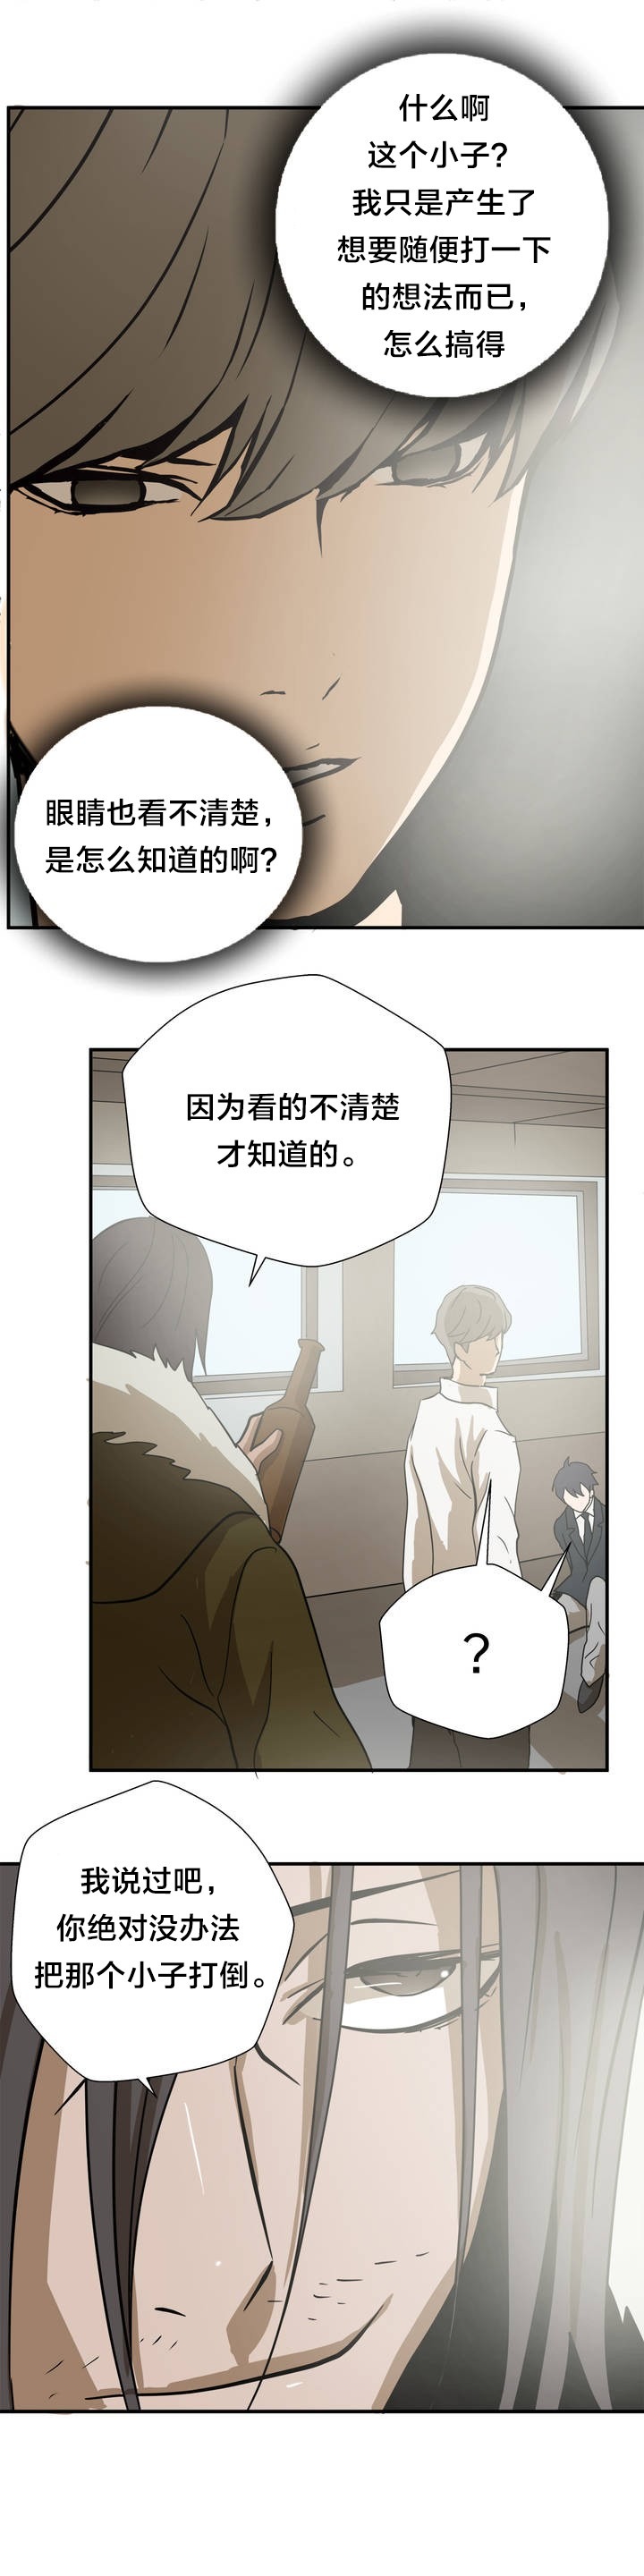 什么啊
这个小子?
我只是产生了
想要随便打一下
的想法而已，
怎么搞得
眼睛也看不清楚，
是怎么知道的啊?
因为看的不清楚
才知道的。
?
我说过吧，
你绝对没办法
把那个小子打倒。